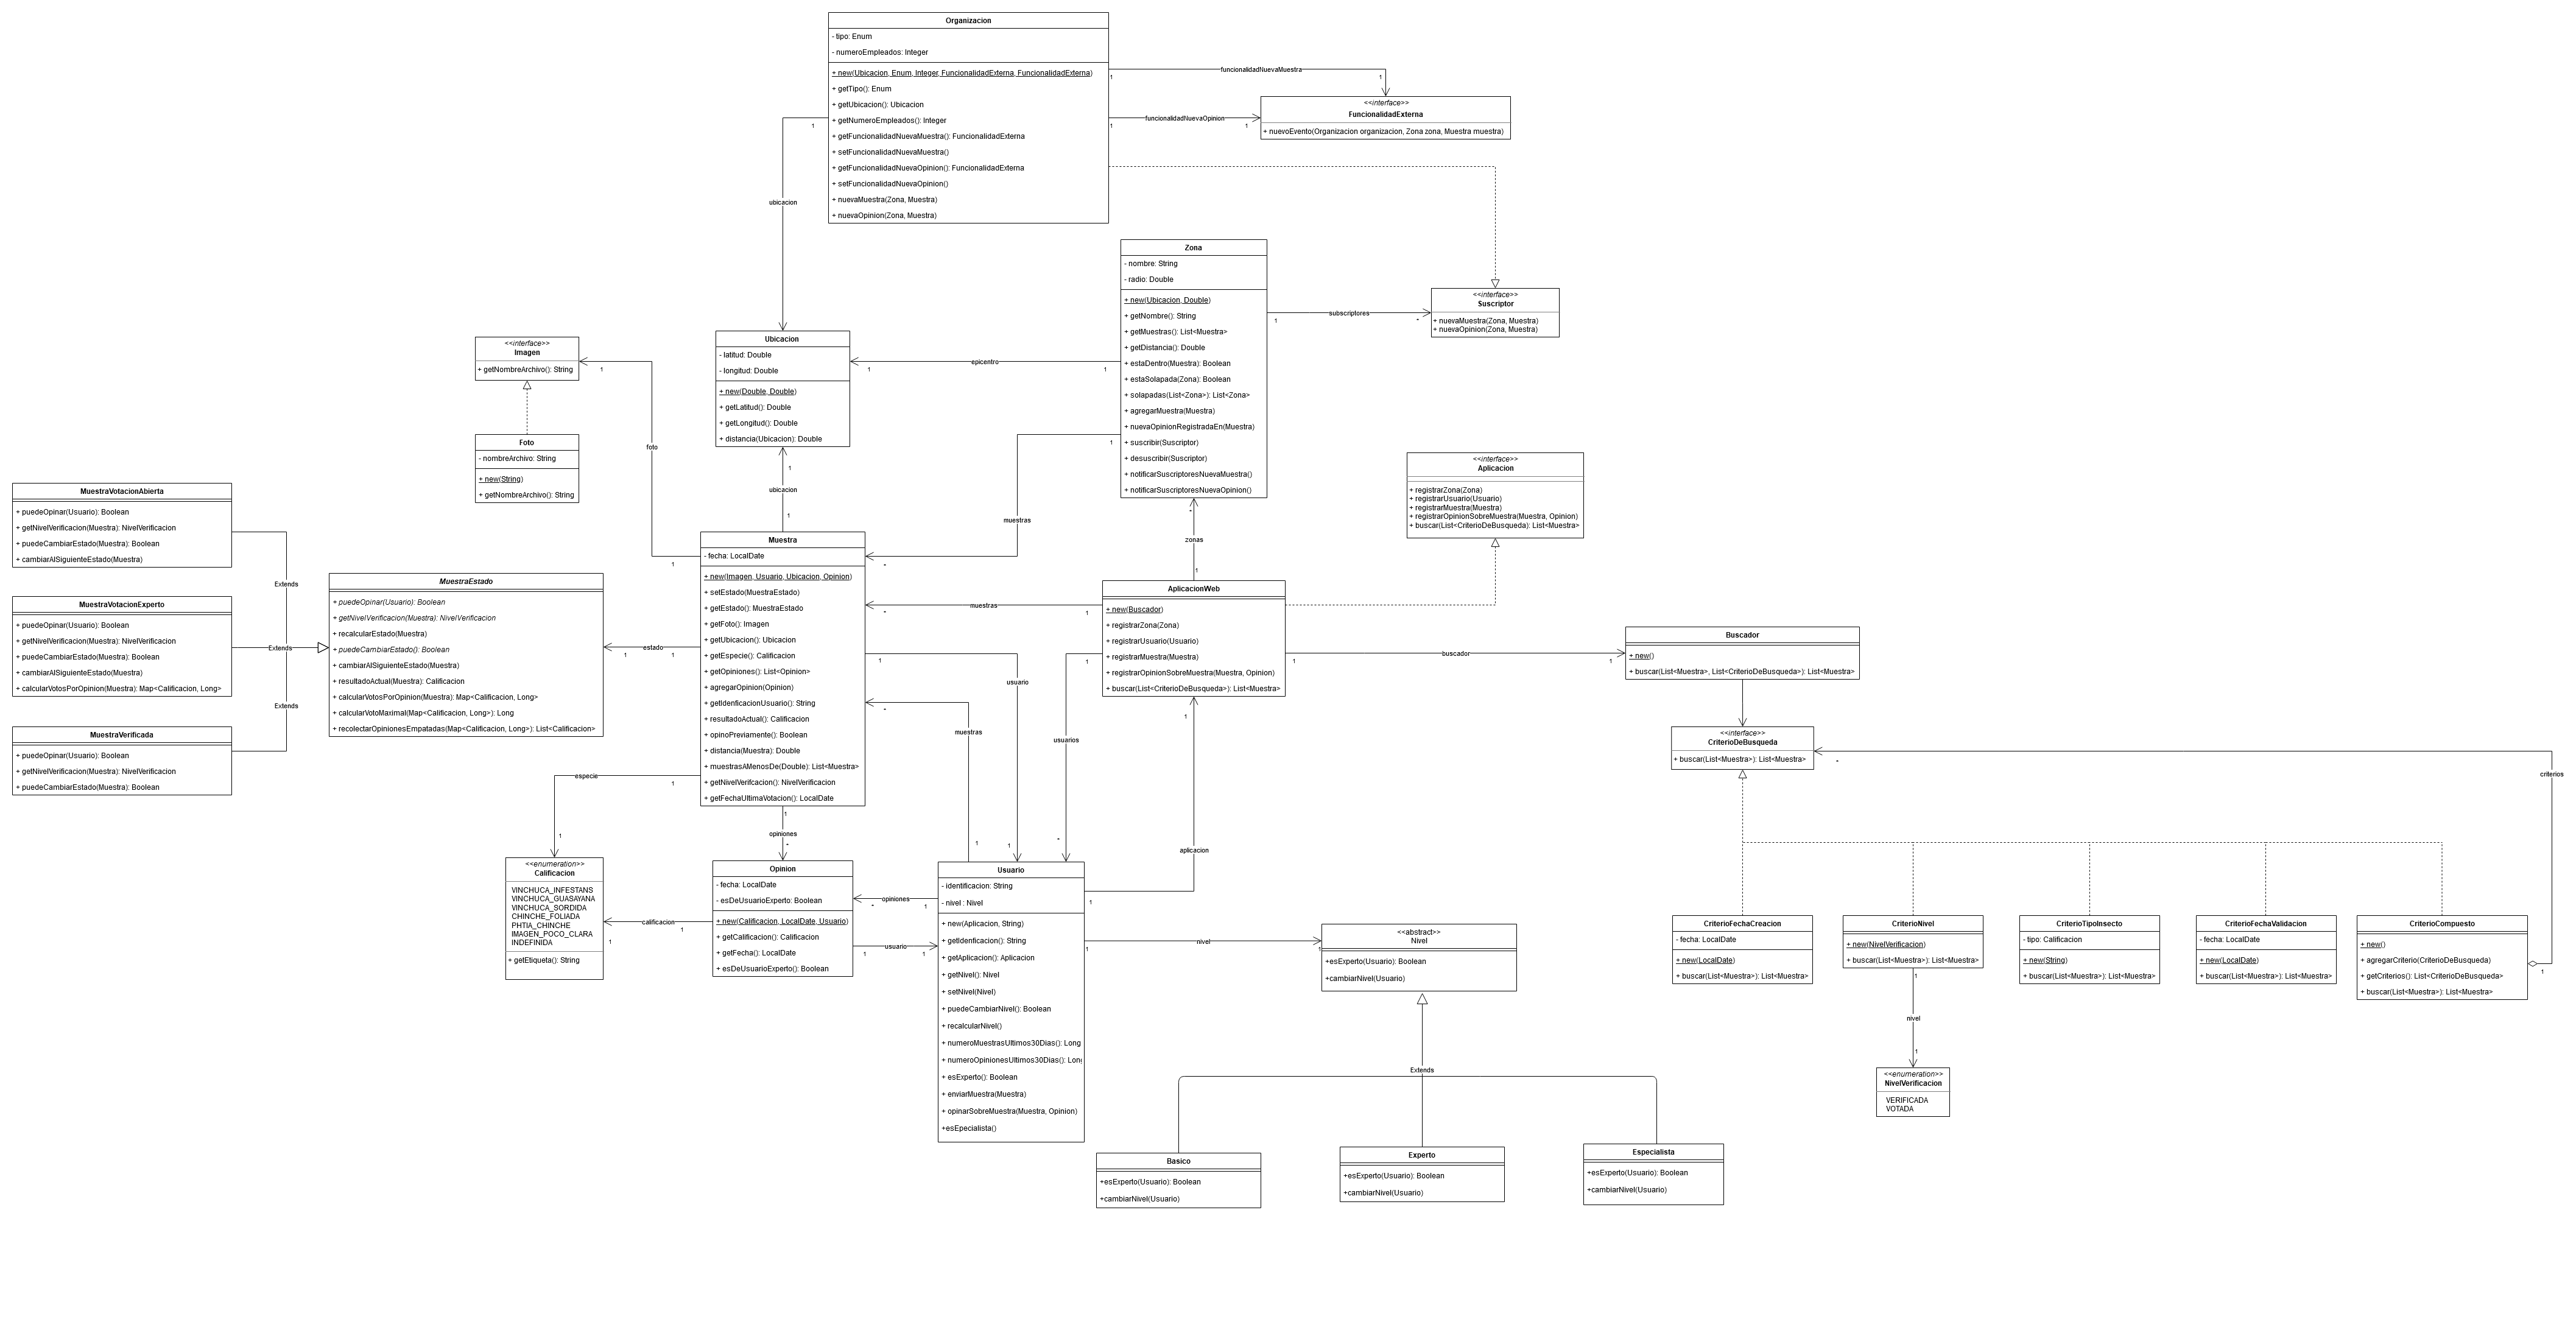 Organizacion
- tipo: Enum
- numeroEmpleados: Integer
+ new(Ubicacion, Enum, Integer, FuncionalidadExterna, FuncionalidadExterna)
+ getTipo(): Enum
+ getUbicacion(): Ubicacion
+ getNumeroEmpleados(): Integer
+ getFuncionalidadNuevaMuestra(): FuncionalidadExterna
+ setFuncionalidadNuevaMuestra()
+ getFuncionalidadNuevaOpinion(): FuncionalidadExterna
+ setFuncionalidadNuevaOpinion()
+ nuevaMuestra(Zona, Muestra)
+ nuevaOpinion(Zona, Muestra)
funcionalidadNuevaMuestra
1
1
funcionalidadNuevaOpinion
1
1
<<interface>>
FuncionalidadExterna
+ nuevoEvento(Organizacion organizacion, Zona zona, Muestra muestra)
1
ubicacion
Zona
- nombre: String
- radio: Double
+ new(Ubicacion, Double)
+ getNombre(): String
+ getMuestras(): List<Muestra>
+ getDistancia(): Double
+ estaDentro(Muestra): Boolean
+ estaSolapada(Zona): Boolean
+ solapadas(List<Zona>): List<Zona>
+ agregarMuestra(Muestra)
+ nuevaOpinionRegistradaEn(Muestra)
+ suscribir(Suscriptor)
+ desuscribir(Suscriptor)
+ notificarSuscriptoresNuevaMuestra()
+ notificarSuscriptoresNuevaOpinion()
subscriptores
1
*
<<interface>>
Suscriptor
+ nuevaMuestra(Zona, Muestra)
+ nuevaOpinion(Zona, Muestra)
<<interface>>
Imagen
+ getNombreArchivo(): String
1
Foto
- nombreArchivo: String
+ new(String)
+ getNombreArchivo(): String
foto
1
Ubicacion
- latitud: Double
- longitud: Double
+ new(Double, Double)
+ getLatitud(): Double
+ getLongitud(): Double
+ distancia(Ubicacion): Double
epicentro
1
1
1
ubicacion
1
1
muestras
*
<<interface>>
Aplicacion
+ registrarZona(Zona)
+ registrarUsuario(Usuario)
+ registrarMuestra(Muestra)
+ registrarOpinionSobreMuestra(Muestra, Opinion)
+ buscar(List<CriterioDeBusqueda): List<Muestra>
MuestraVotacionAbierta
+ puedeOpinar(Usuario): Boolean
+ getNivelVerificacion(Muestra): NivelVerificacion
+ puedeCambiarEstado(Muestra): Boolean
+ cambiarAlSiguienteEstado(Muestra)
Extends
MuestraVotacionExperto
+ puedeOpinar(Usuario): Boolean
+ getNivelVerificacion(Muestra): NivelVerificacion
+ puedeCambiarEstado(Muestra): Boolean
+ cambiarAlSiguienteEstado(Muestra)
+ calcularVotosPorOpinion(Muestra): Map<Calificacion, Long>
Extends
MuestraVerificada
+ puedeOpinar(Usuario): Boolean
+ getNivelVerificacion(Muestra): NivelVerificacion
+ puedeCambiarEstado(Muestra): Boolean
Extends
MuestraEstado
+ puedeOpinar(Usuario): Boolean
+ getNivelVerificacion(Muestra): NivelVerificacion
+ recalcularEstado(Muestra)
+ puedeCambiarEstado(): Boolean
+ cambiarAlSiguienteEstado(Muestra)
+ resultadoActual(Muestra): Calificacion
+ calcularVotosPorOpinion(Muestra): Map<Calificacion, Long>
+ calcularVotoMaximal(Map<Calificacion, Long>): Long
+ recolectarOpinionesEmpatadas(Map<Calificacion, Long>): List<Calificacion>
estado
1
1
Muestra
- fecha: LocalDate
+ new(Imagen, Usuario, Ubicacion, Opinion)
+ setEstado(MuestraEstado)
+ getEstado(): MuestraEstado
+ getFoto(): Imagen
+ getUbicacion(): Ubicacion
+ getEspecie(): Calificacion
+ getOpiniones(): List<Opinion>
+ agregarOpinion(Opinion)
+ getIdenficacionUsuario(): String
+ resultadoActual(): Calificacion
+ opinoPreviamente(): Boolean
+ distancia(Muestra): Double
+ muestrasAMenosDe(Double): List<Muestra>
+ getNivelVerifcacion(): NivelVerificacion
+ getFechaUltimaVotacion(): LocalDate
*
zonas
1
AplicacionWeb
+ new(Buscador)
+ registrarZona(Zona)
+ registrarUsuario(Usuario)
+ registrarMuestra(Muestra)
+ registrarOpinionSobreMuestra(Muestra, Opinion)
+ buscar(List<CriterioDeBusqueda>): List<Muestra>
muestras
*
1
1
usuario
1
*
muestras
1
1
usuarios
*
1
aplicacion
1
buscador
1
1
Buscador
+ new()
+ buscar(List<Muestra>, List<CriterioDeBusqueda>): List<Muestra>
<<interface>>
CriterioDeBusqueda
+ buscar(List<Muestra>): List<Muestra>
*
criterios
1
especie
1
1
1
opiniones
*
<<enumeration>>
Calificacion
VINCHUCA_INFESTANS
VINCHUCA_GUASAYANA
VINCHUCA_SORDIDA
CHINCHE_FOLIADA
PHTIA_CHINCHE
IMAGEN_POCO_CLARA
INDEFINIDA
+ getEtiqueta(): String
calificacion
1
1
Opinion
- fecha: LocalDate
- esDeUsuarioExperto: Boolean
+ new(Calificacion, LocalDate, Usuario)
+ getCalificacion(): Calificacion
+ getFecha(): LocalDate
+ esDeUsuarioExperto(): Boolean
opiniones
*
1
usuario
1
1
Usuario
- identificacion: String
- nivel : Nivel
+ new(Aplicacion, String)
+ getIdenficacion(): String
+ getAplicacion(): Aplicacion
+ getNivel(): Nivel
+ setNivel(Nivel)
+ puedeCambiarNivel(): Boolean
+ recalcularNivel()
+ numeroMuestrasUltimos30Dias(): Long
+ numeroOpinionesUltimos30Dias(): Long
+ esExperto(): Boolean
+ enviarMuestra(Muestra)
+ opinarSobreMuestra(Muestra, Opinion)
+esEpecialista()
nivel
1
1
<<abstract>>
Nivel
+esExperto(Usuario): Boolean
+cambiarNivel(Usuario)
Extends
Basico
+esExperto(Usuario): Boolean
+cambiarNivel(Usuario)
Experto
+esExperto(Usuario): Boolean
+cambiarNivel(Usuario)
Especialista
+esExperto(Usuario): Boolean
+cambiarNivel(Usuario)
CriterioFechaCreacion
- fecha: LocalDate
+ new(LocalDate)
+ buscar(List<Muestra>): List<Muestra>
CriterioNivel
+ new(NivelVerificacion)
+ buscar(List<Muestra>): List<Muestra>
1
nivel
1
<<enumeration>>
NivelVerificacion
VERIFICADA
VOTADA
CriterioTipoInsecto
- tipo: Calificacion
+ new(String)
+ buscar(List<Muestra>): List<Muestra>
CriterioFechaValidacion
- fecha: LocalDate
+ new(LocalDate)
+ buscar(List<Muestra>): List<Muestra>
CriterioCompuesto
+ new()
+ agregarCriterio(CriterioDeBusqueda)
+ getCriterios(): List<CriterioDeBusqueda>
+ buscar(List<Muestra>): List<Muestra>